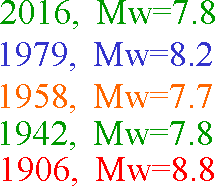 2016, Mw=7.8
1979, Mw=8.2
1958, Mw=7.7
1942, Mw=7.8
1906, Mw=8.8